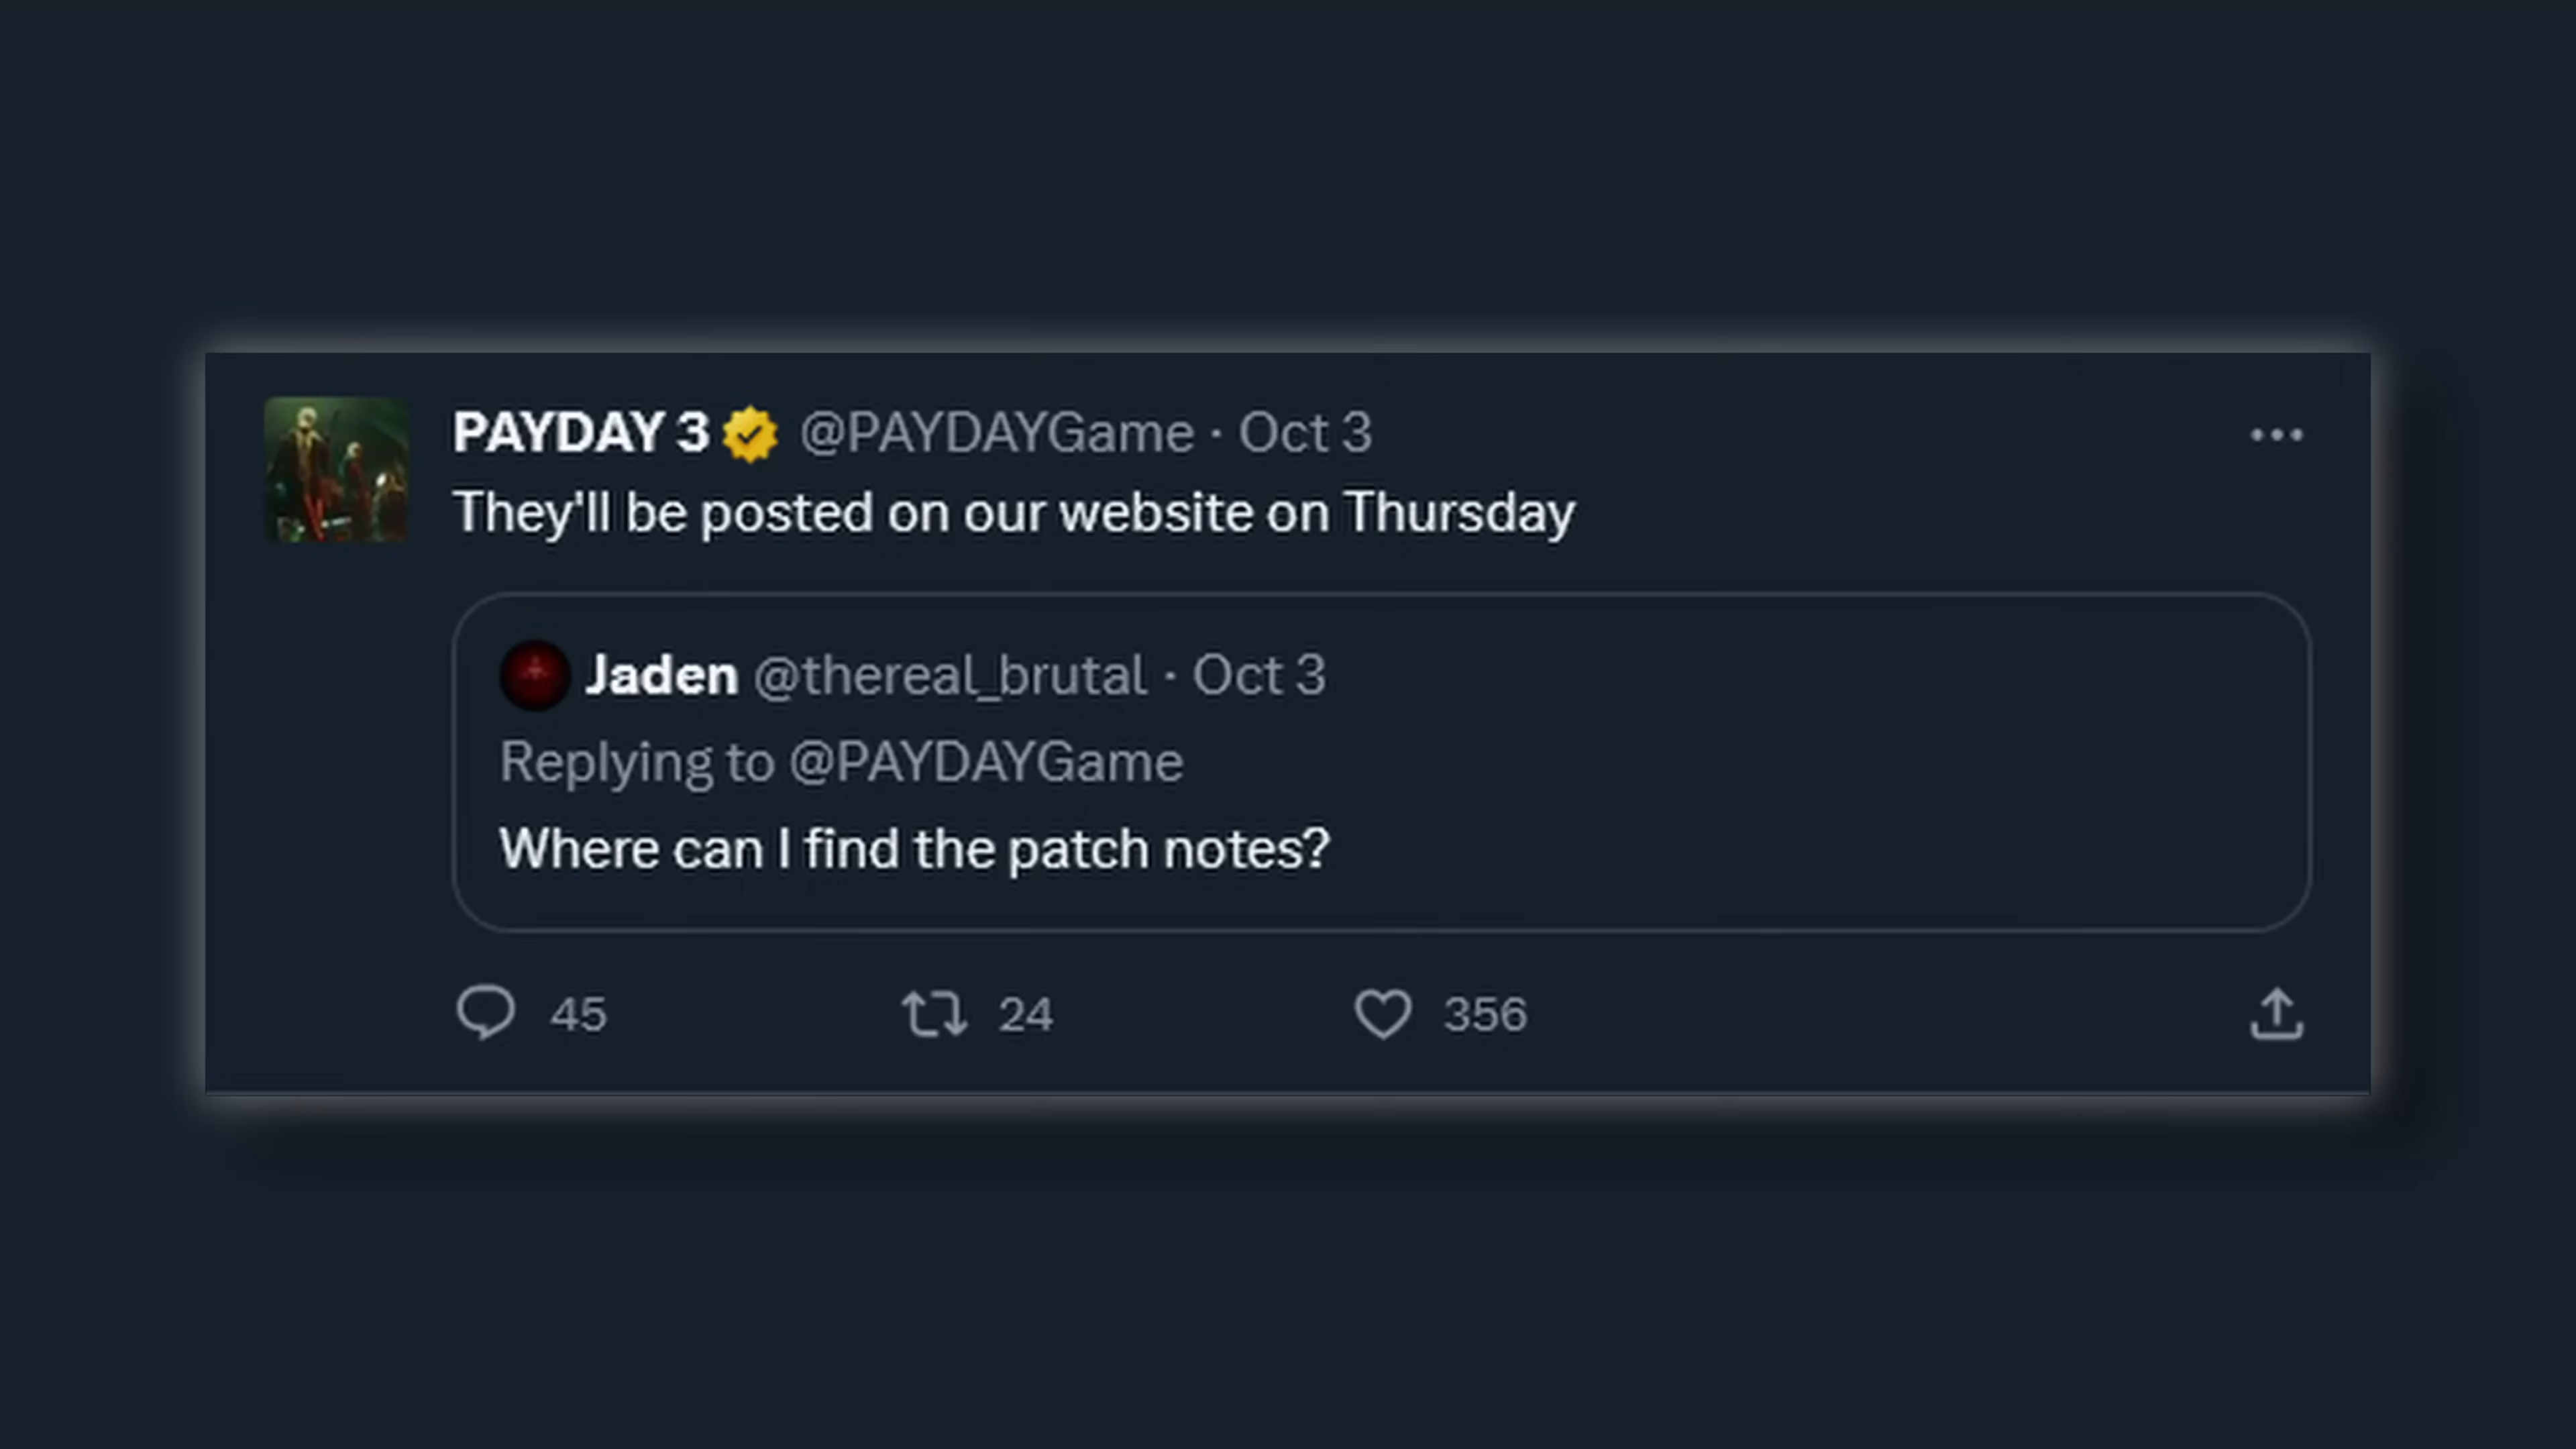 PAYDAY 3 @PAYDAYGame · Oct 3
They'll be posted on our website on Thursday
Jaden @thereal_brutal · Oct 3
Replying to @PAYDAYGame
Where can I find the patch notes?
45 24 356